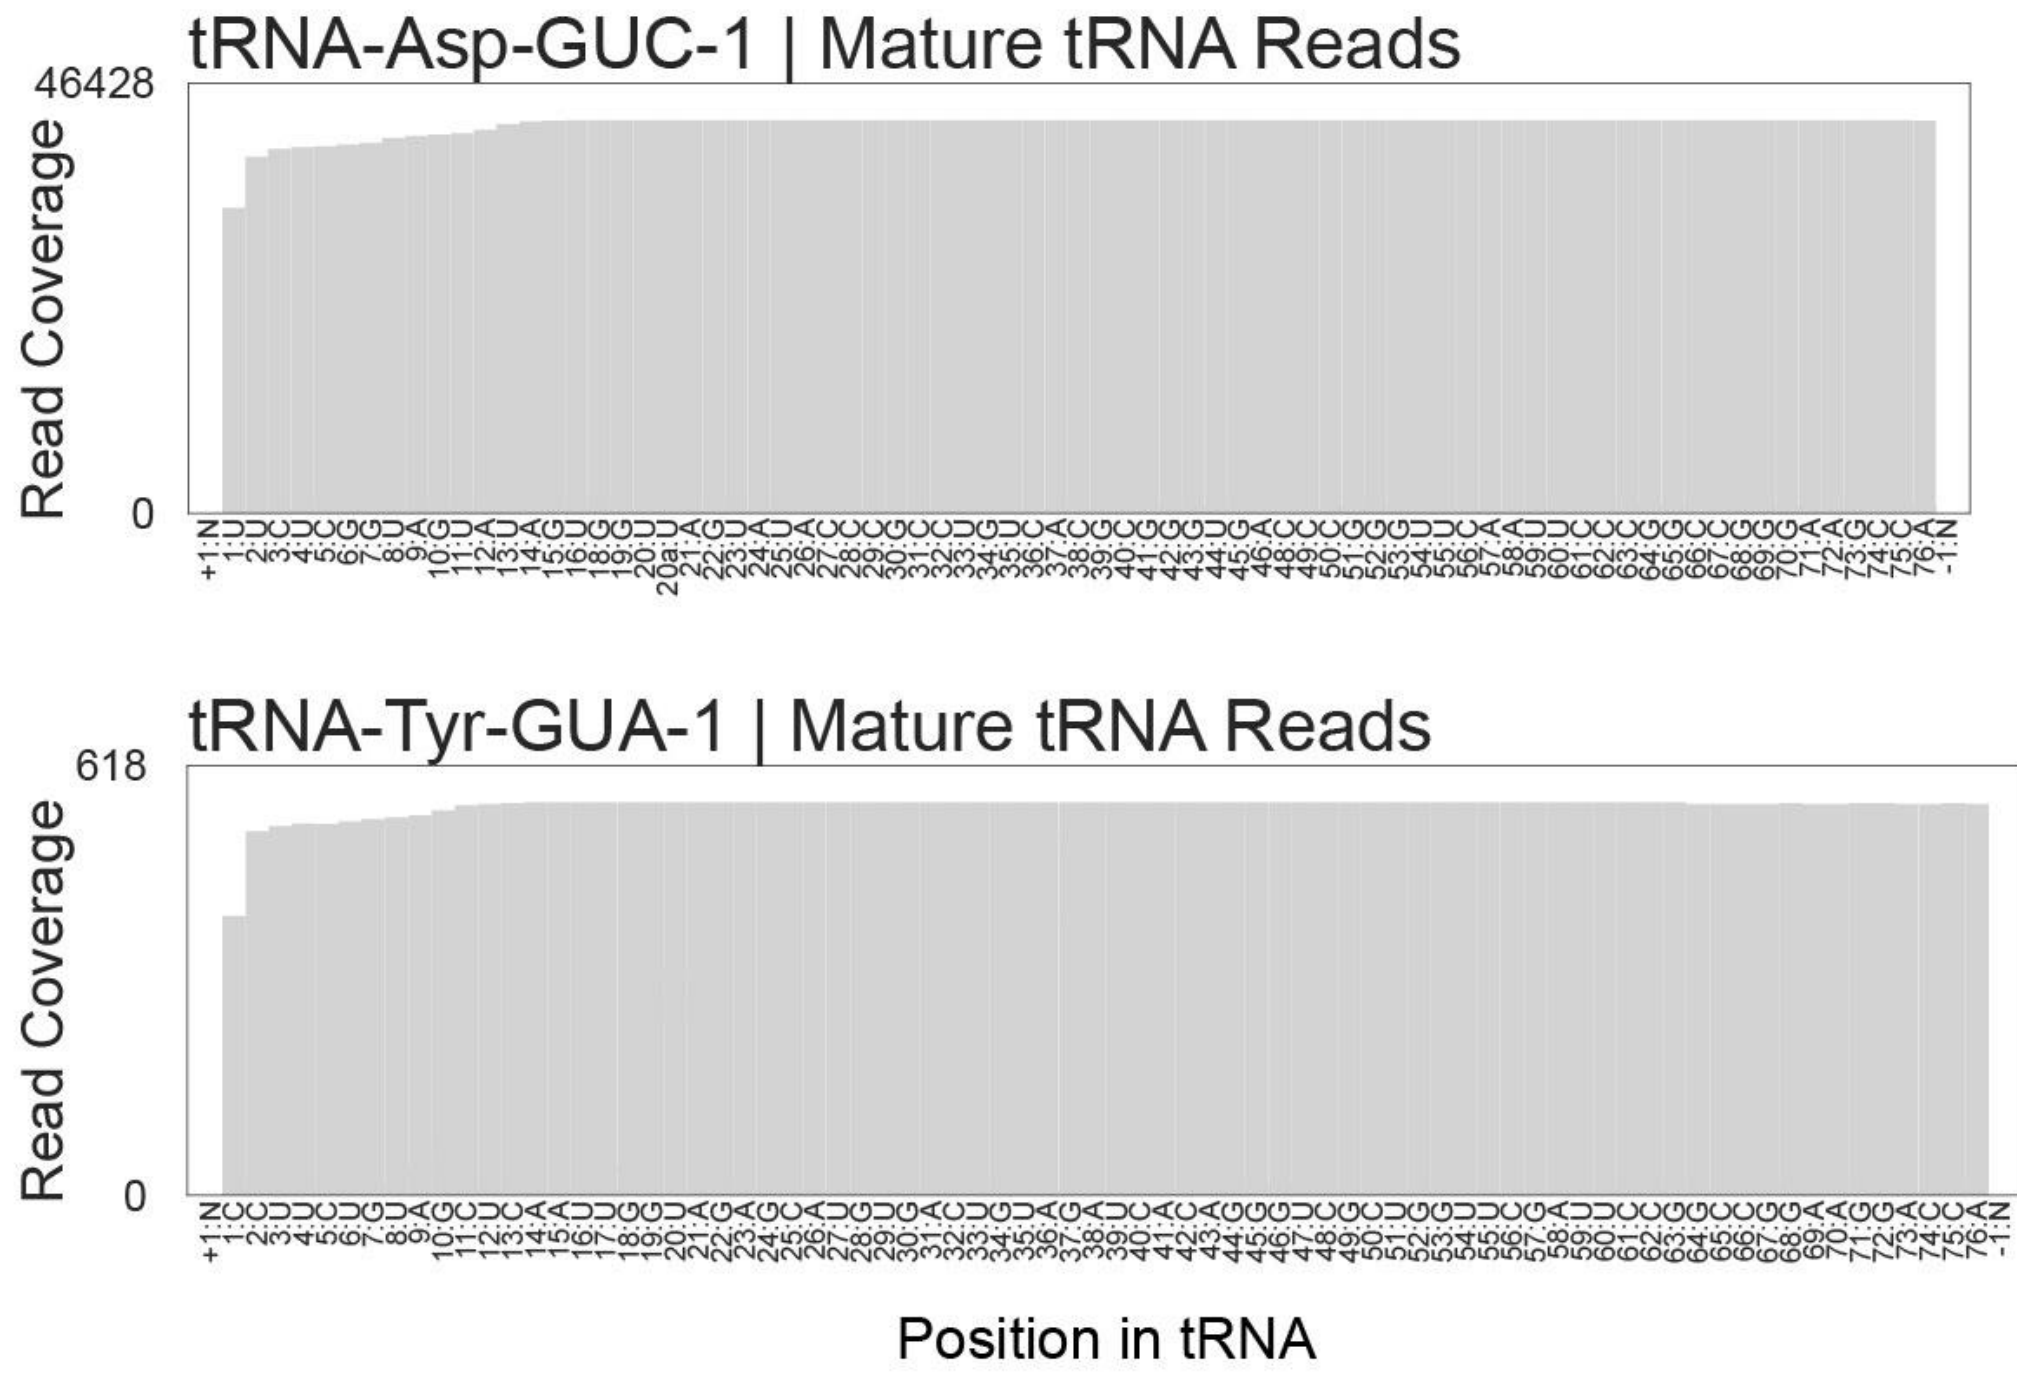 tRNA-Asp-GUC-1 | Mature tRNA Reads
46428
Read Coverage
0
+1:N 1:U 2:U 3:C 4:U 5:C 6:G 7:G 8:U 9:A 10:G 11:U 12:A 13:U 14:A 15:G 16:U 18:G 19:G 20:U 20a:U 21:A 22:G 23:U 24:A 25:U 26:A 27:C 28:C 29:C 30:G 31:C 32:C 33:U 34:G 35:U 36:C 37:A 38:C 39:G 40:C 41:G 42:G 43:G 44:U 45:G 46:A 48:C 49:C 50:C 51:G 52:G 53:G 54:U 55:U 56:C 57:A 58:A 59:U 60:U 61:C 62:C 63:C 64:G 65:G 66:C 67:C 68:G 69:G 70:G 71:A 72:A 73:G 74:C 75:C 76:A -1:N
tRNA-Tyr-GUA-1 | Mature tRNA Reads
618
Read Coverage
0
+1:N 1:C 2:C 3:U 4:U 5:C 6:U 7:G 8:U 9:A 10:G 11:C 12:U 13:C 14:A 15:A 16:U 17:U 18:G 19:G 20:U 21:A 22:G 23:A 24:G 25:C 26:A 27:U 28:G 29:U 30:G 31:A 32:C 33:U 34:G 35:U 36:A 37:G 38:A 39:U 40:C 41:A 42:C 43:A 44:G 45:G 46:G 47:U 48:C 49:G 50:C 51:U 52:G 53:G 54:U 55:U 56:C 57:G 58:A 59:U 60:U 61:C 62:C 63:G 64:G 65:C 66:C 67:G 68:G 69:A 70:A 71:G 72:G 73:A 74:C 75:C 76:A -1:N
Position in tRNA